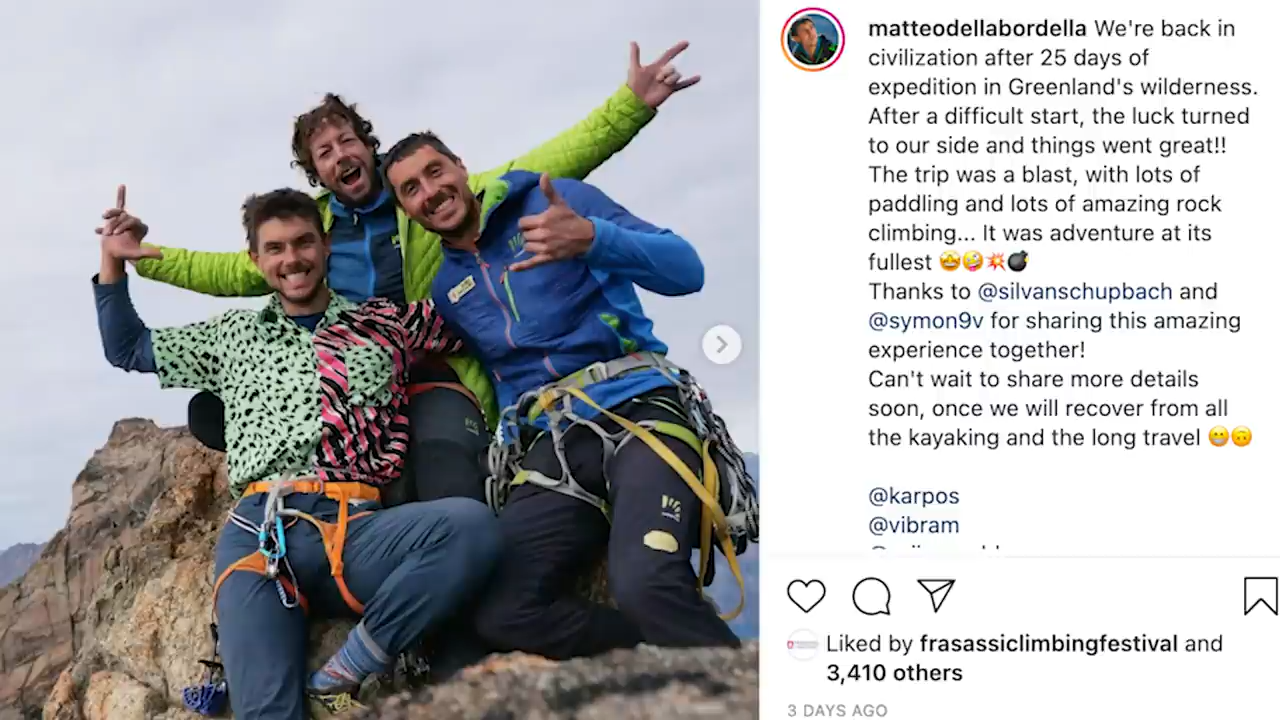 matteodellabordella We're back in
civilization after 25 days of
expedition in Greenland's wilderness.
After a difficult start, the luck turned
to our side and things went great!!
The trip was a blast, with lots of
paddling and lots of amazing rock
climbing... It was adventure at its
fullest 🤩🤪💥💣
Thanks to @silvanschupbach and
@symon9v for sharing this amazing
experience together!
Can't wait to share more details
soon, once we will recover from all
the kayaking and the long travel 😬🙃
@karpos
@vibram
Liked by frasassiclimbingfestival and
3,410 others
3 DAYS AGO